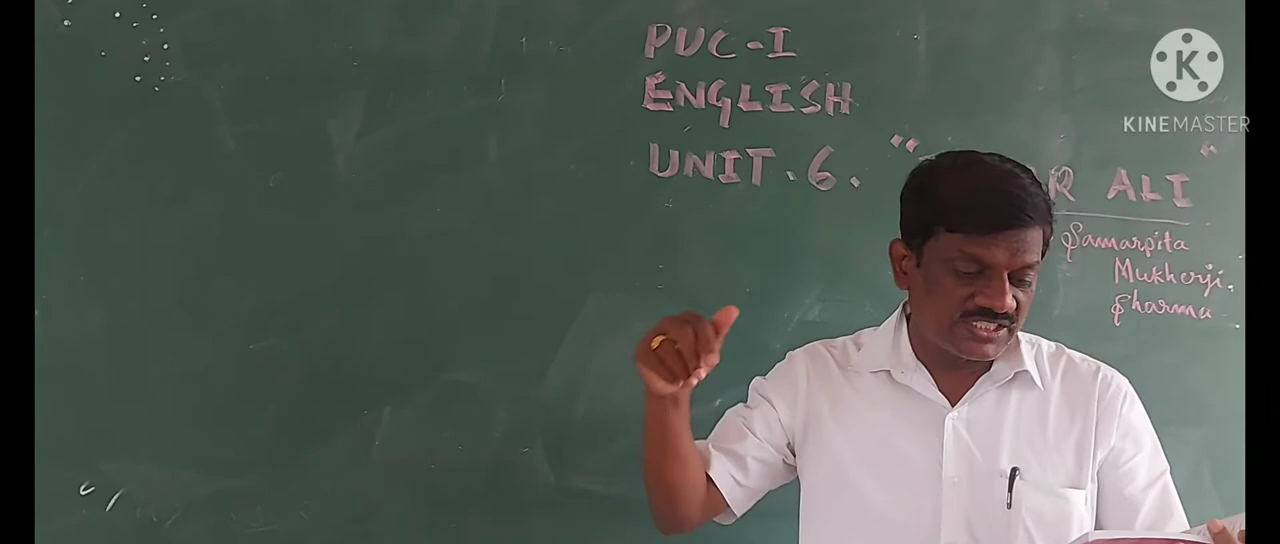 PUC-I
ENGLISH
UNIT.6. " ALI "
Samarpita
Mukherji
Sharma
K
KINEMASTER